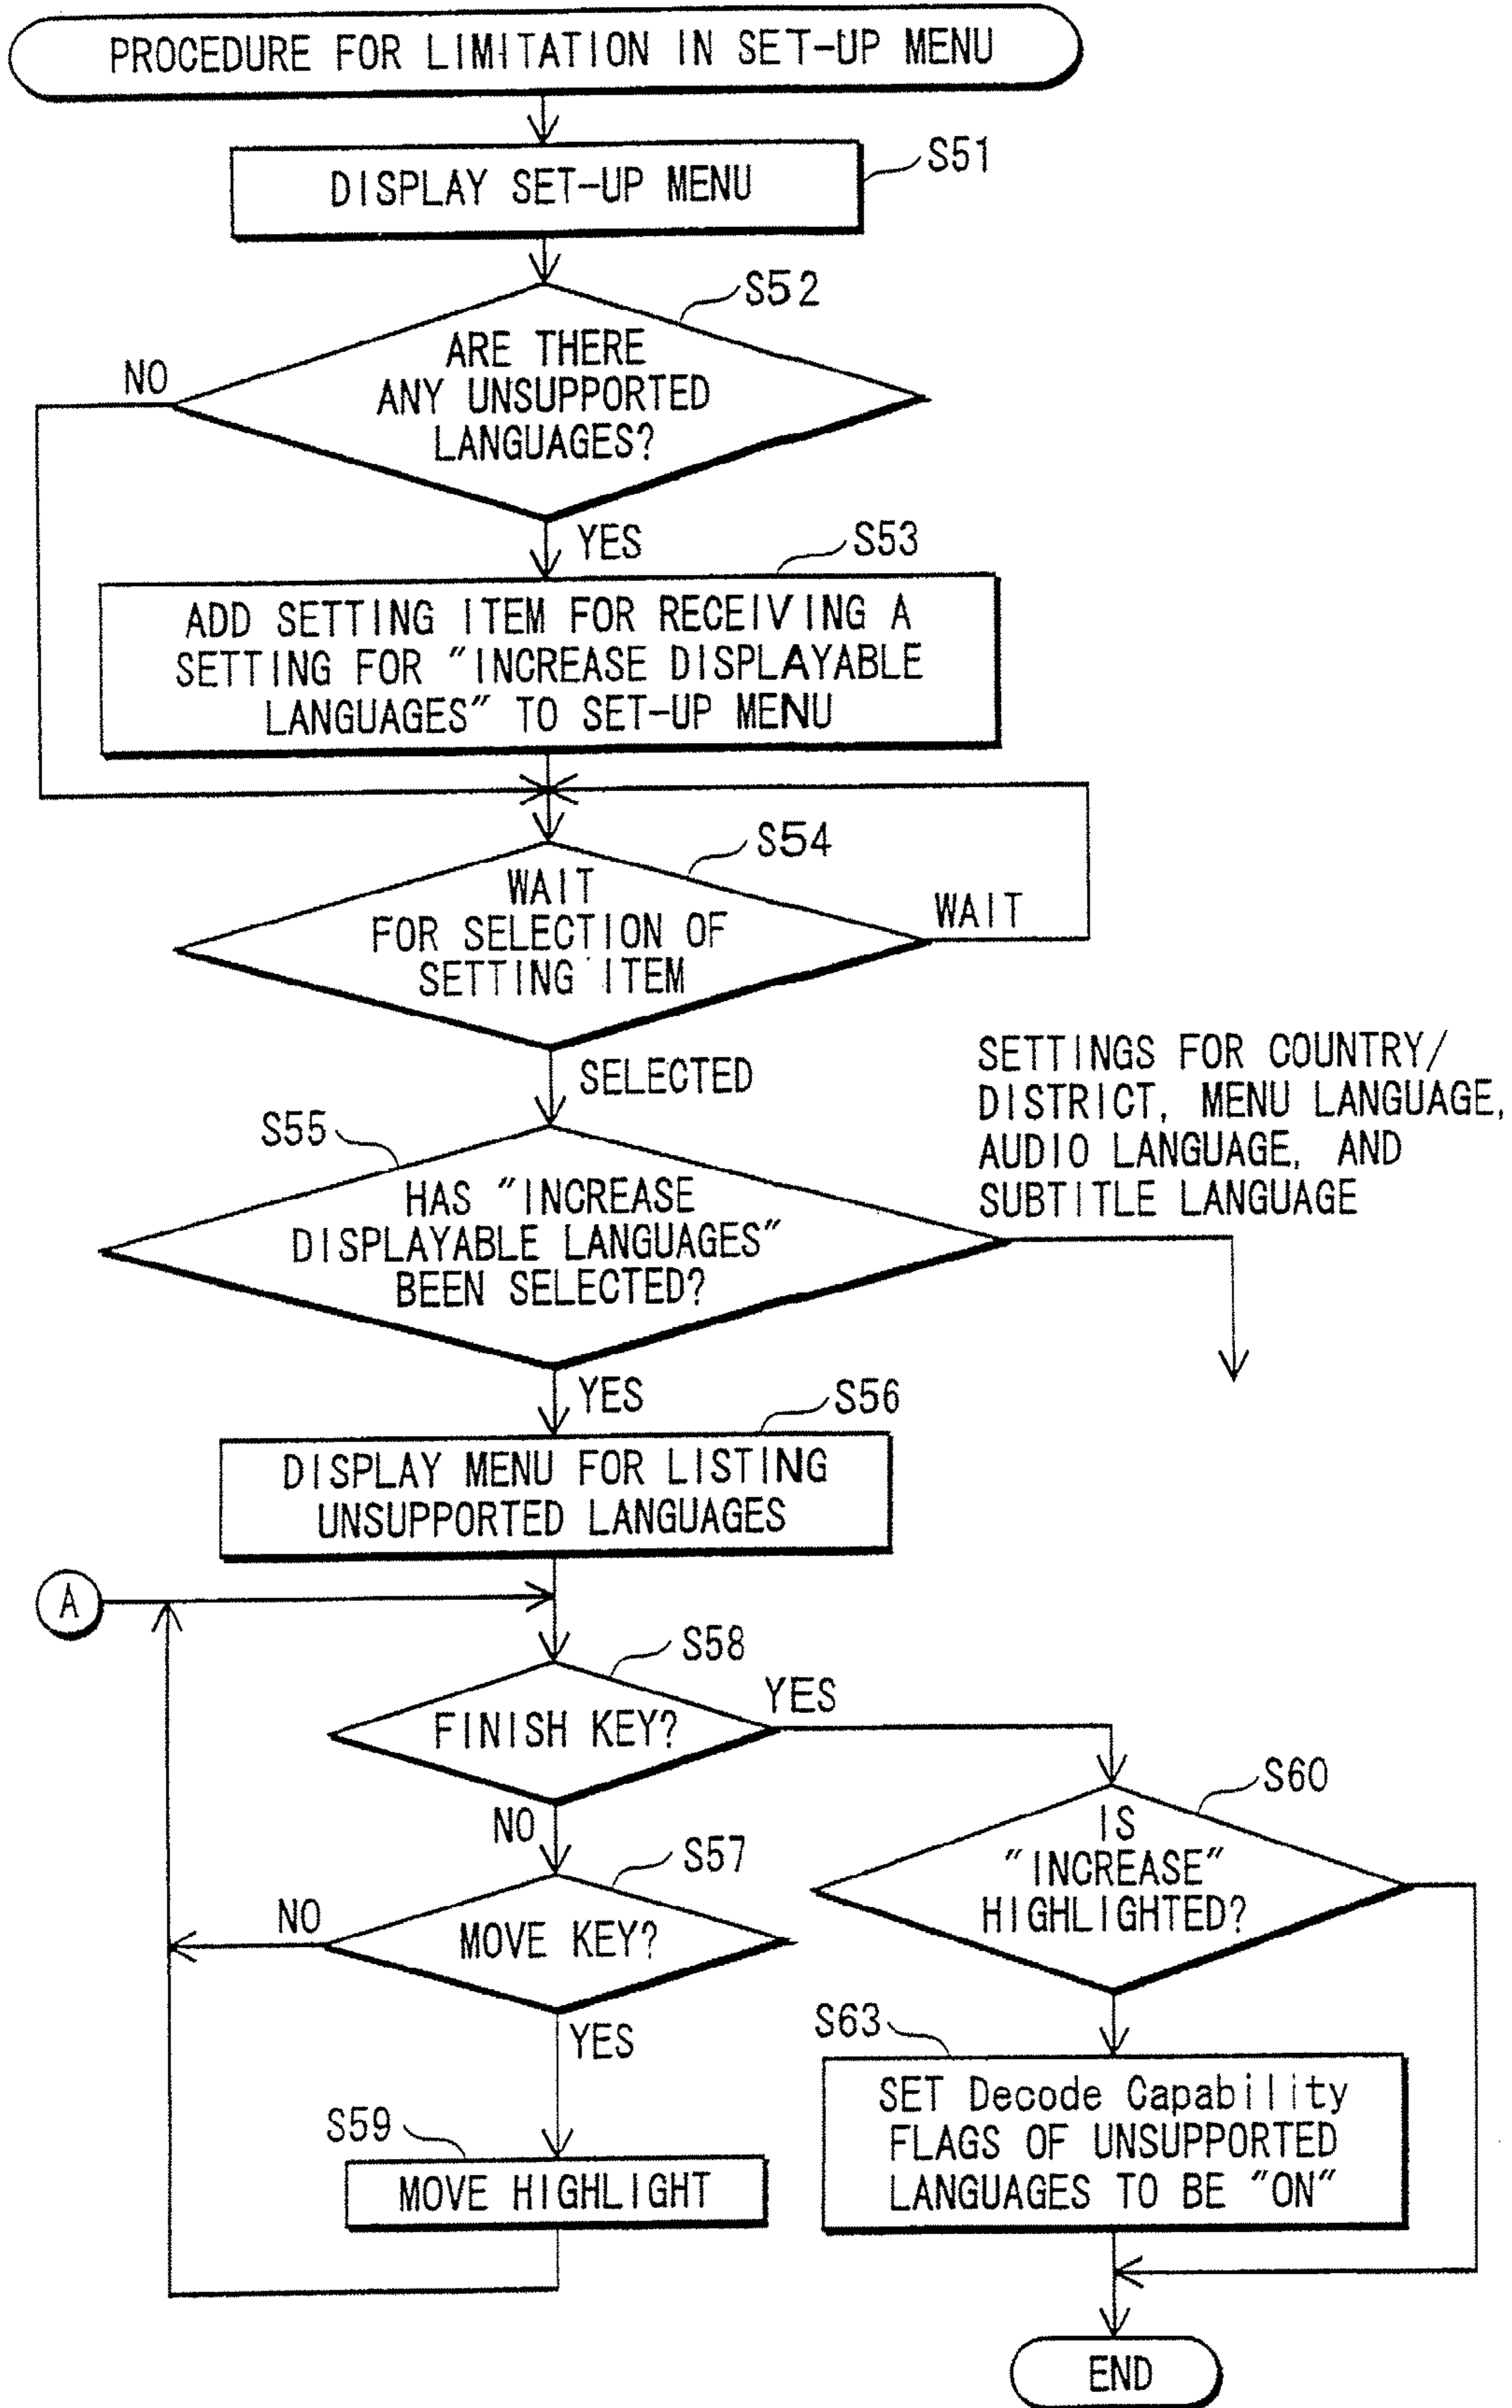 PROCEDURE FOR LIMITATION IN SET-UP MENU
DISPLAY SET-UP MENU
S51
S52
ARE THERE
ANY UNSUPPORTED
LANGUAGES?
NO
YES
S53
ADD SETTING ITEM FOR RECEIVING A
SETTING FOR "INCREASE DISPLAYABLE
LANGUAGES" TO SET-UP MENU
S54
WAIT
FOR SELECTION OF
SETTING ITEM
WAIT
SELECTED
SETTINGS FOR COUNTRY/
DISTRICT, MENU LANGUAGE,
AUDIO LANGUAGE, AND
SUBTITLE LANGUAGE
S55
HAS "INCREASE
DISPLAYABLE LANGUAGES"
BEEN SELECTED?
YES
S56
DISPLAY MENU FOR LISTING
UNSUPPORTED LANGUAGES
A
S58
FINISH KEY?
YES
NO
S57
MOVE KEY?
NO
YES
S59
MOVE HIGHLIGHT
S60
IS
"INCREASE"
HIGHLIGHTED?
S63
SET Decode Capability
FLAGS OF UNSUPPORTED
LANGUAGES TO BE "ON"
END